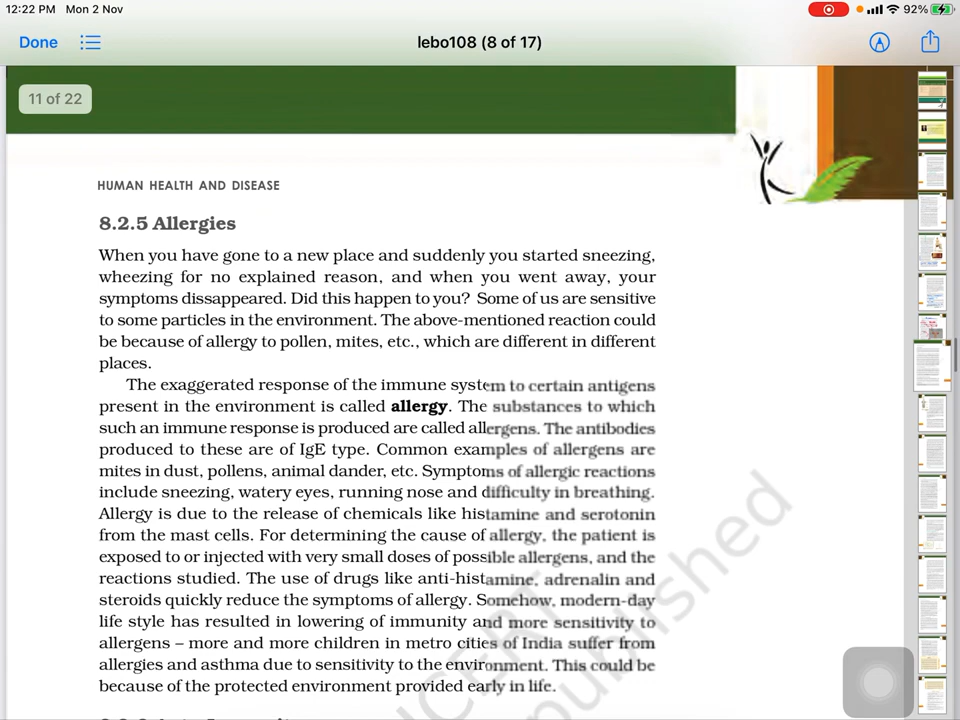 12:22 PM Mon 2 Nov
92%
Done
lebo108 (8 of 17)
11 of 22
HUMAN HEALTH AND DISEASE
8.2.5 Allergies
When you have gone to a new place and suddenly you started sneezing,
wheezing for no explained reason, and when you went away, your
symptoms dissappeared. Did this happen to you? Some of us are sensitive
to some particles in the environment. The above-mentioned reaction could
be because of allergy to pollen, mites, etc., which are different in different
places.
The exaggerated response of the immune system to certain antigens
present in the environment is called allergy. The substances to which
such an immune response is produced are called allergens. The antibodies
produced to these are of IgE type. Common examples of allergens are
mites in dust, pollens, animal dander, etc. Symptoms of allergic reactions
include sneezing, watery eyes, running nose and difficulty in breathing.
Allergy is due to the release of chemicals like histamine and serotonin
from the mast cells. For determining the cause of allergy, the patient is
exposed to or injected with very small doses of possible allergens, and the
reactions studied. The use of drugs like anti-histamine, adrenalin and
steroids quickly reduce the symptoms of allergy. Somehow, modern-day
life style has resulted in lowering of immunity and more sensitivity to
allergens – more and more children in metro cities of India suffer from
allergies and asthma due to sensitivity to the environment. This could be
because of the protected environment provided early in life.